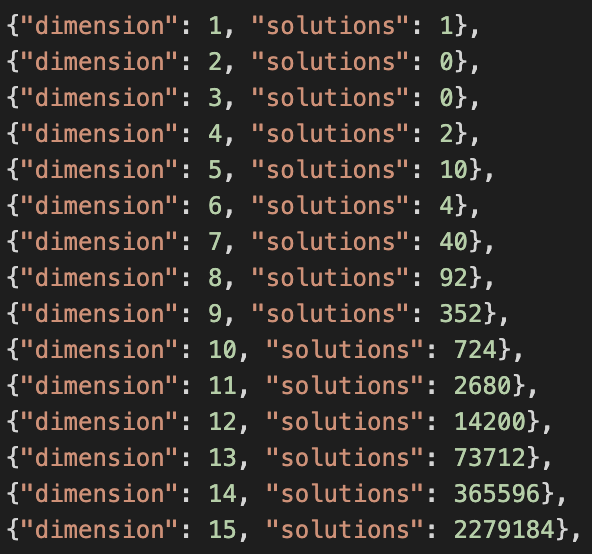 {"dimension": 1, "solutions": 1},
{"dimension": 2, "solutions": 0},
{"dimension": 3, "solutions": 0},
{"dimension": 4, "solutions": 2},
{"dimension": 5, "solutions": 10},
{"dimension": 6, "solutions": 4},
{"dimension": 7, "solutions": 40},
{"dimension": 8, "solutions": 92},
{"dimension": 9, "solutions": 352},
{"dimension": 10, "solutions": 724},
{"dimension": 11, "solutions": 2680},
{"dimension": 12, "solutions": 14200},
{"dimension": 13, "solutions": 73712},
{"dimension": 14, "solutions": 365596},
{"dimension": 15, "solutions": 2279184},